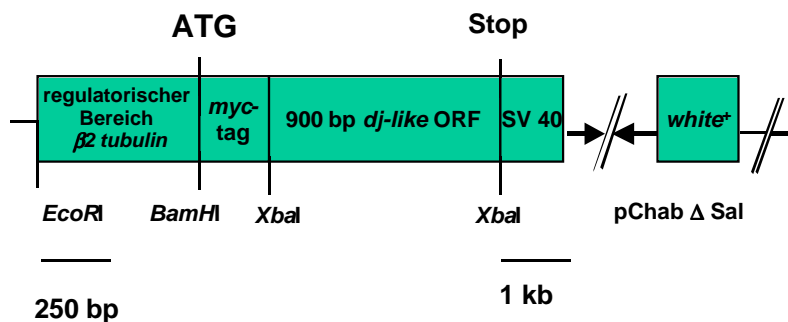 ATG
Stop
regulatorischer
Bereich
β2 tubulin
myc-
tag
900 bp dj-like ORF
SV 40
white+
EcoRI
BamHI
XbaI
XbaI
pChab Δ Sal
250 bp
1 kb